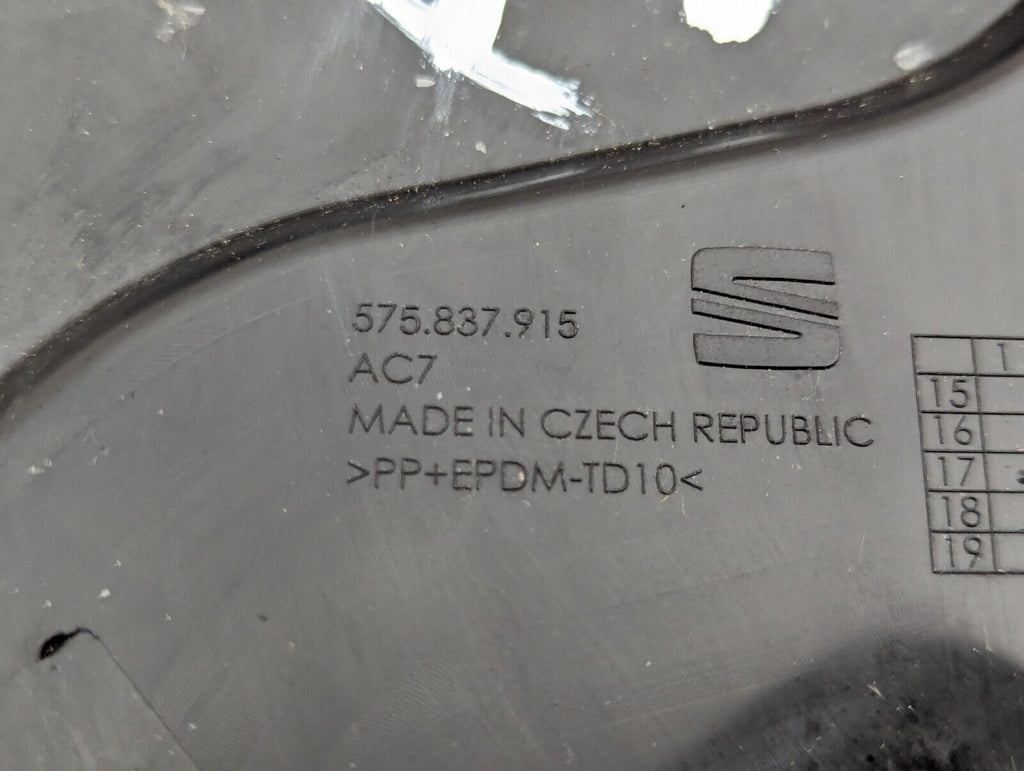 575.837.915
AC7
MADE IN CZECH REPUBLIC
>PP+EPDM-TD10<
1
15
16
17
18
19